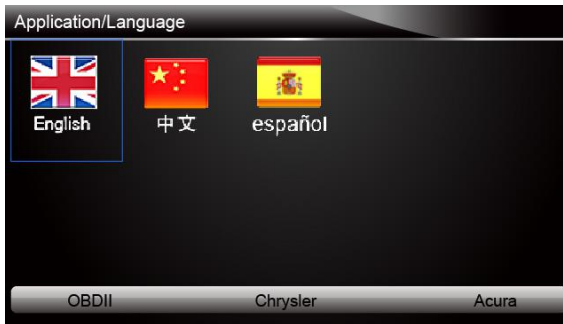 Application/Language
English 中文 español
OBDII Chrysler Acura